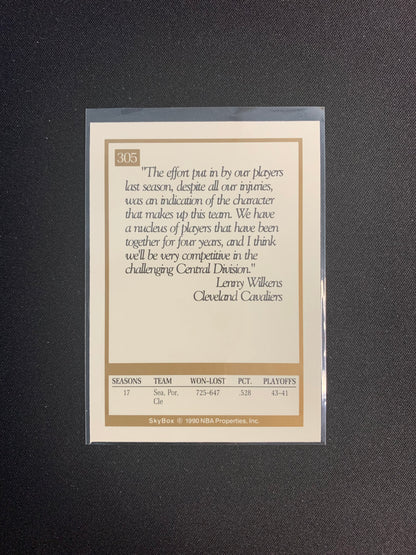 305
"The effort put in by our players
last season, despite all our injuries,
was an indication of the character
that makes up this team. We have
a nucleus of players that have been
together for four years, and I think
we'll be very competitive in the
challenging Central Division."
Lenny Wilkens
Cleveland Cavaliers
SEASONS TEAM WON–LOST PCT. PLAYOFFS
17 Sea, Por, 725–647 .528 43–41
Cle
SkyBox © 1990 NBA Properties, Inc.